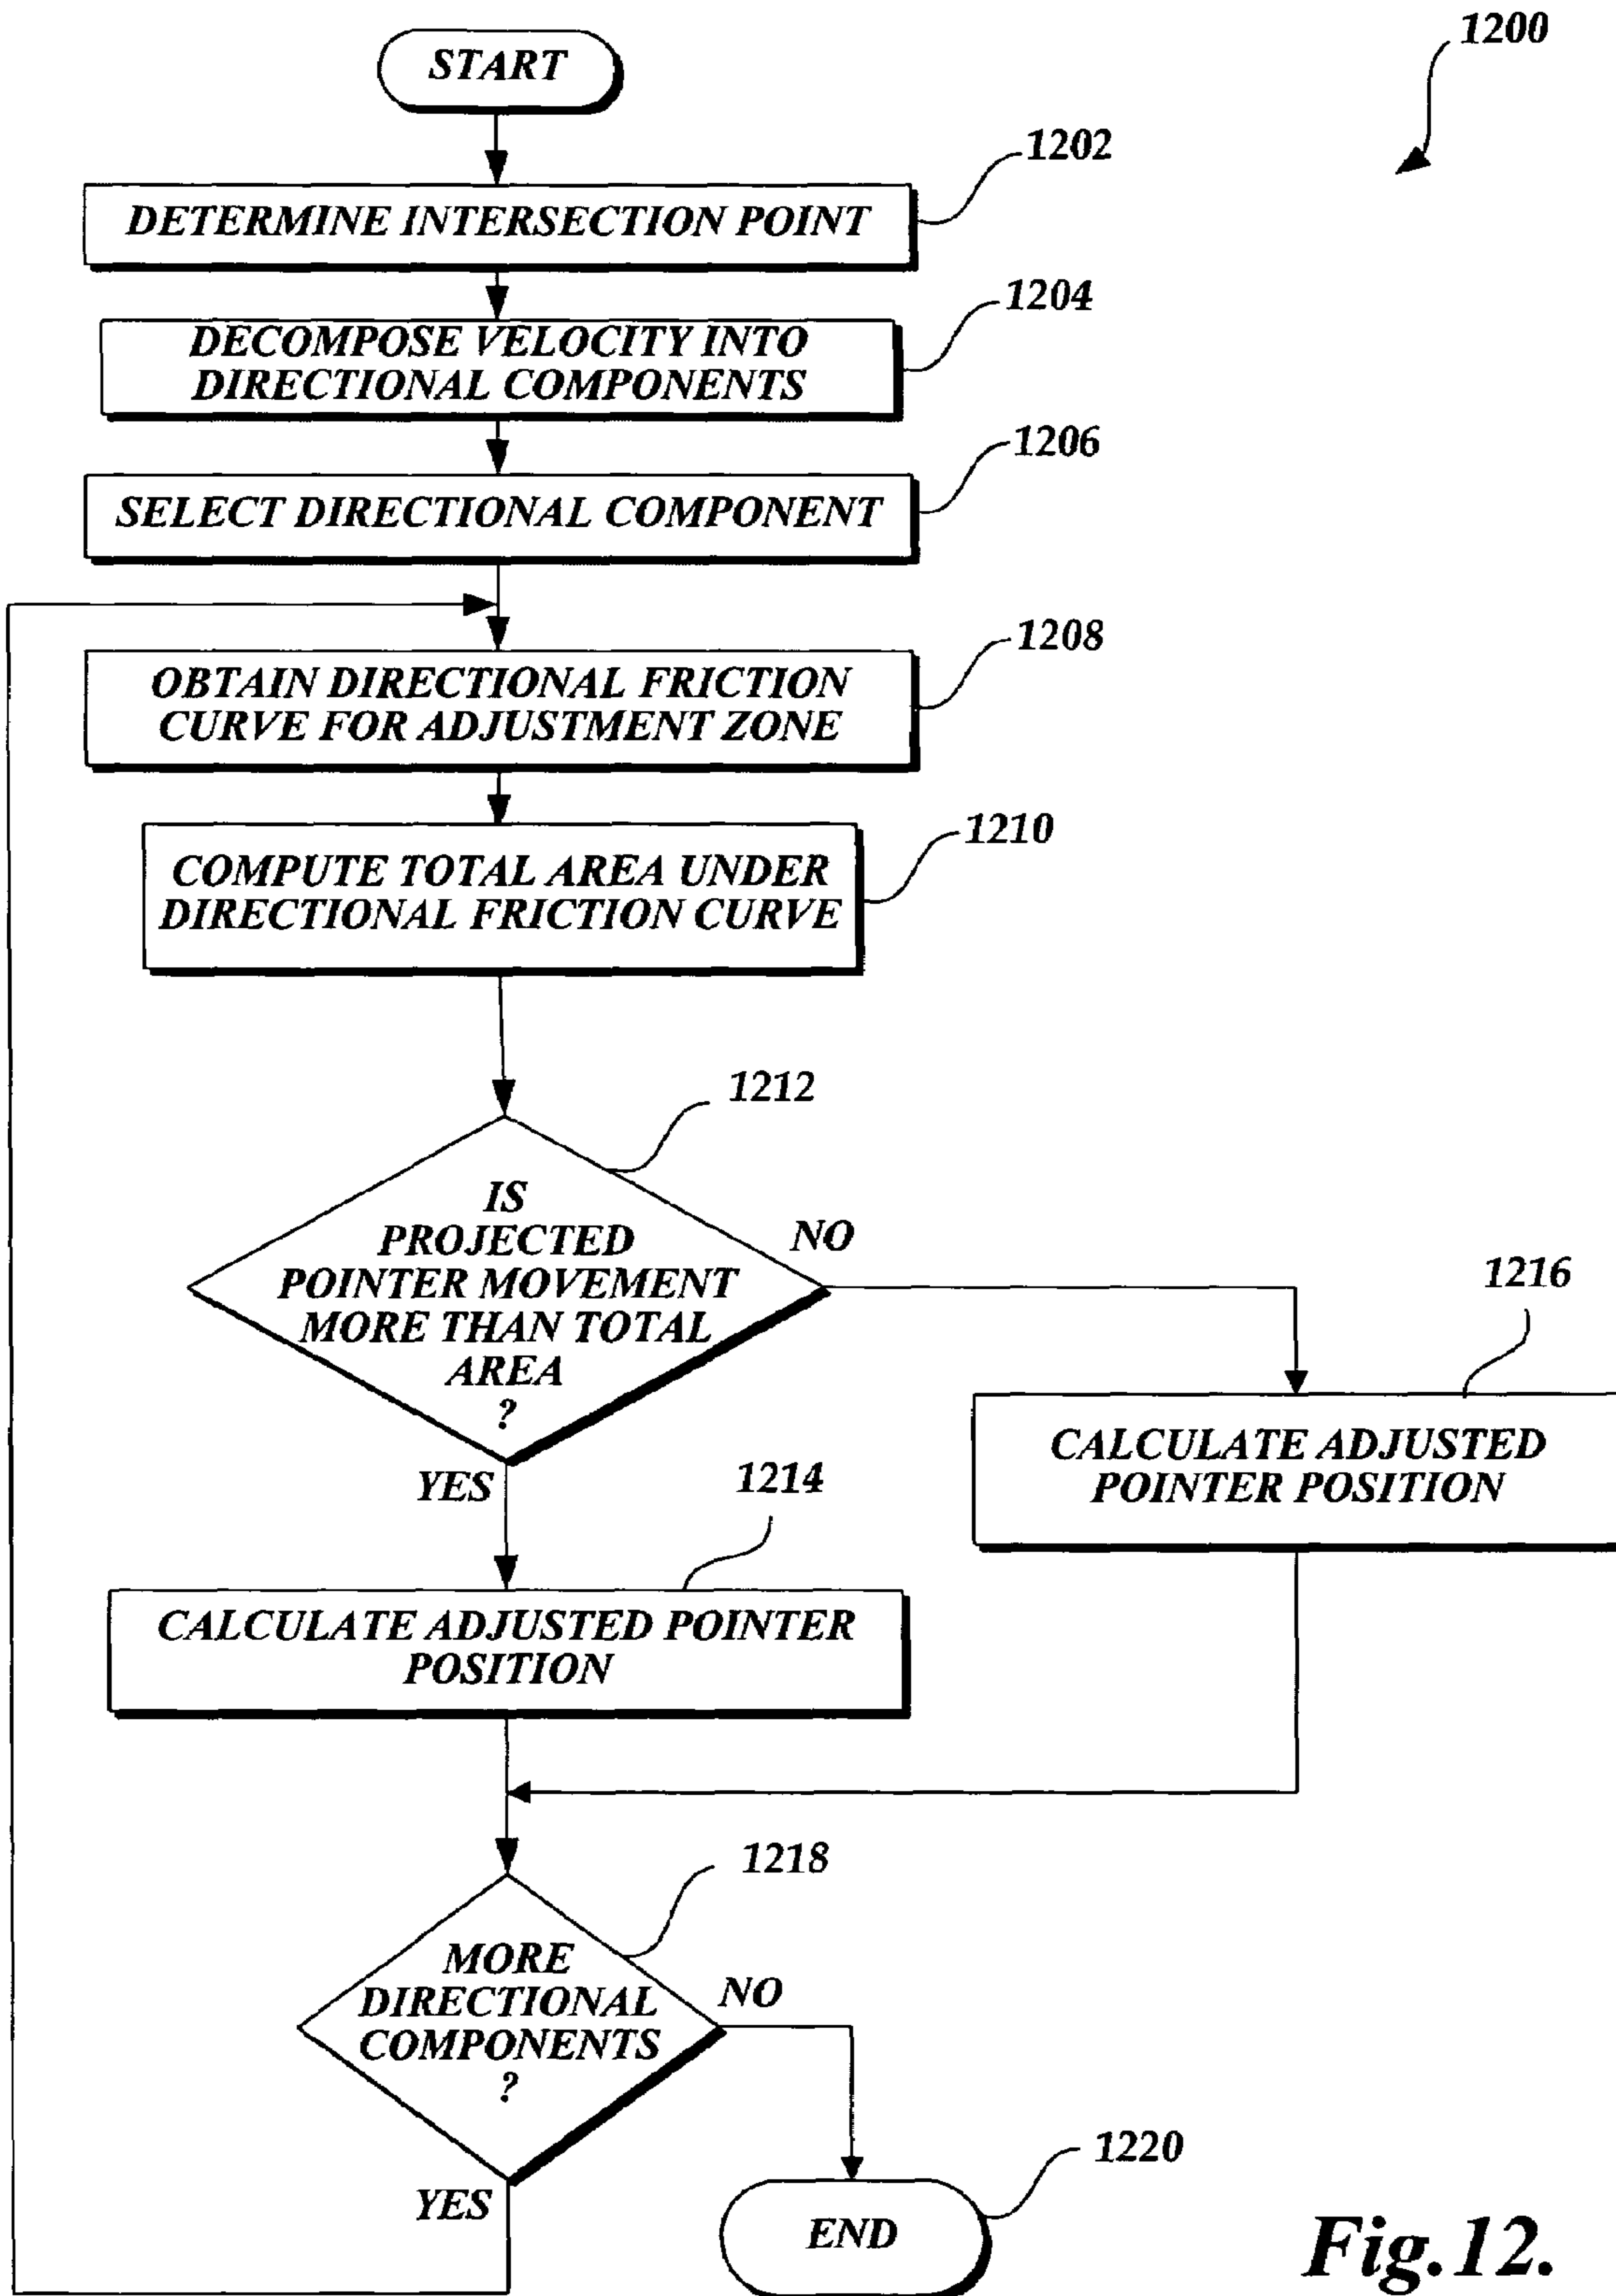 1200
START
1202
DETERMINE INTERSECTION POINT
1204
DECOMPOSE VELOCITY INTO
DIRECTIONAL COMPONENTS
1206
SELECT DIRECTIONAL COMPONENT
1208
OBTAIN DIRECTIONAL FRICTION
CURVE FOR ADJUSTMENT ZONE
1210
COMPUTE TOTAL AREA UNDER
DIRECTIONAL FRICTION CURVE
1212
IS
PROJECTED
POINTER MOVEMENT
MORE THAN TOTAL
AREA
?
NO
YES
1216
CALCULATE ADJUSTED
POINTER POSITION
1214
CALCULATE ADJUSTED POINTER
POSITION
1218
MORE
DIRECTIONAL
COMPONENTS
?
NO
YES
1220
END
Fig.12.